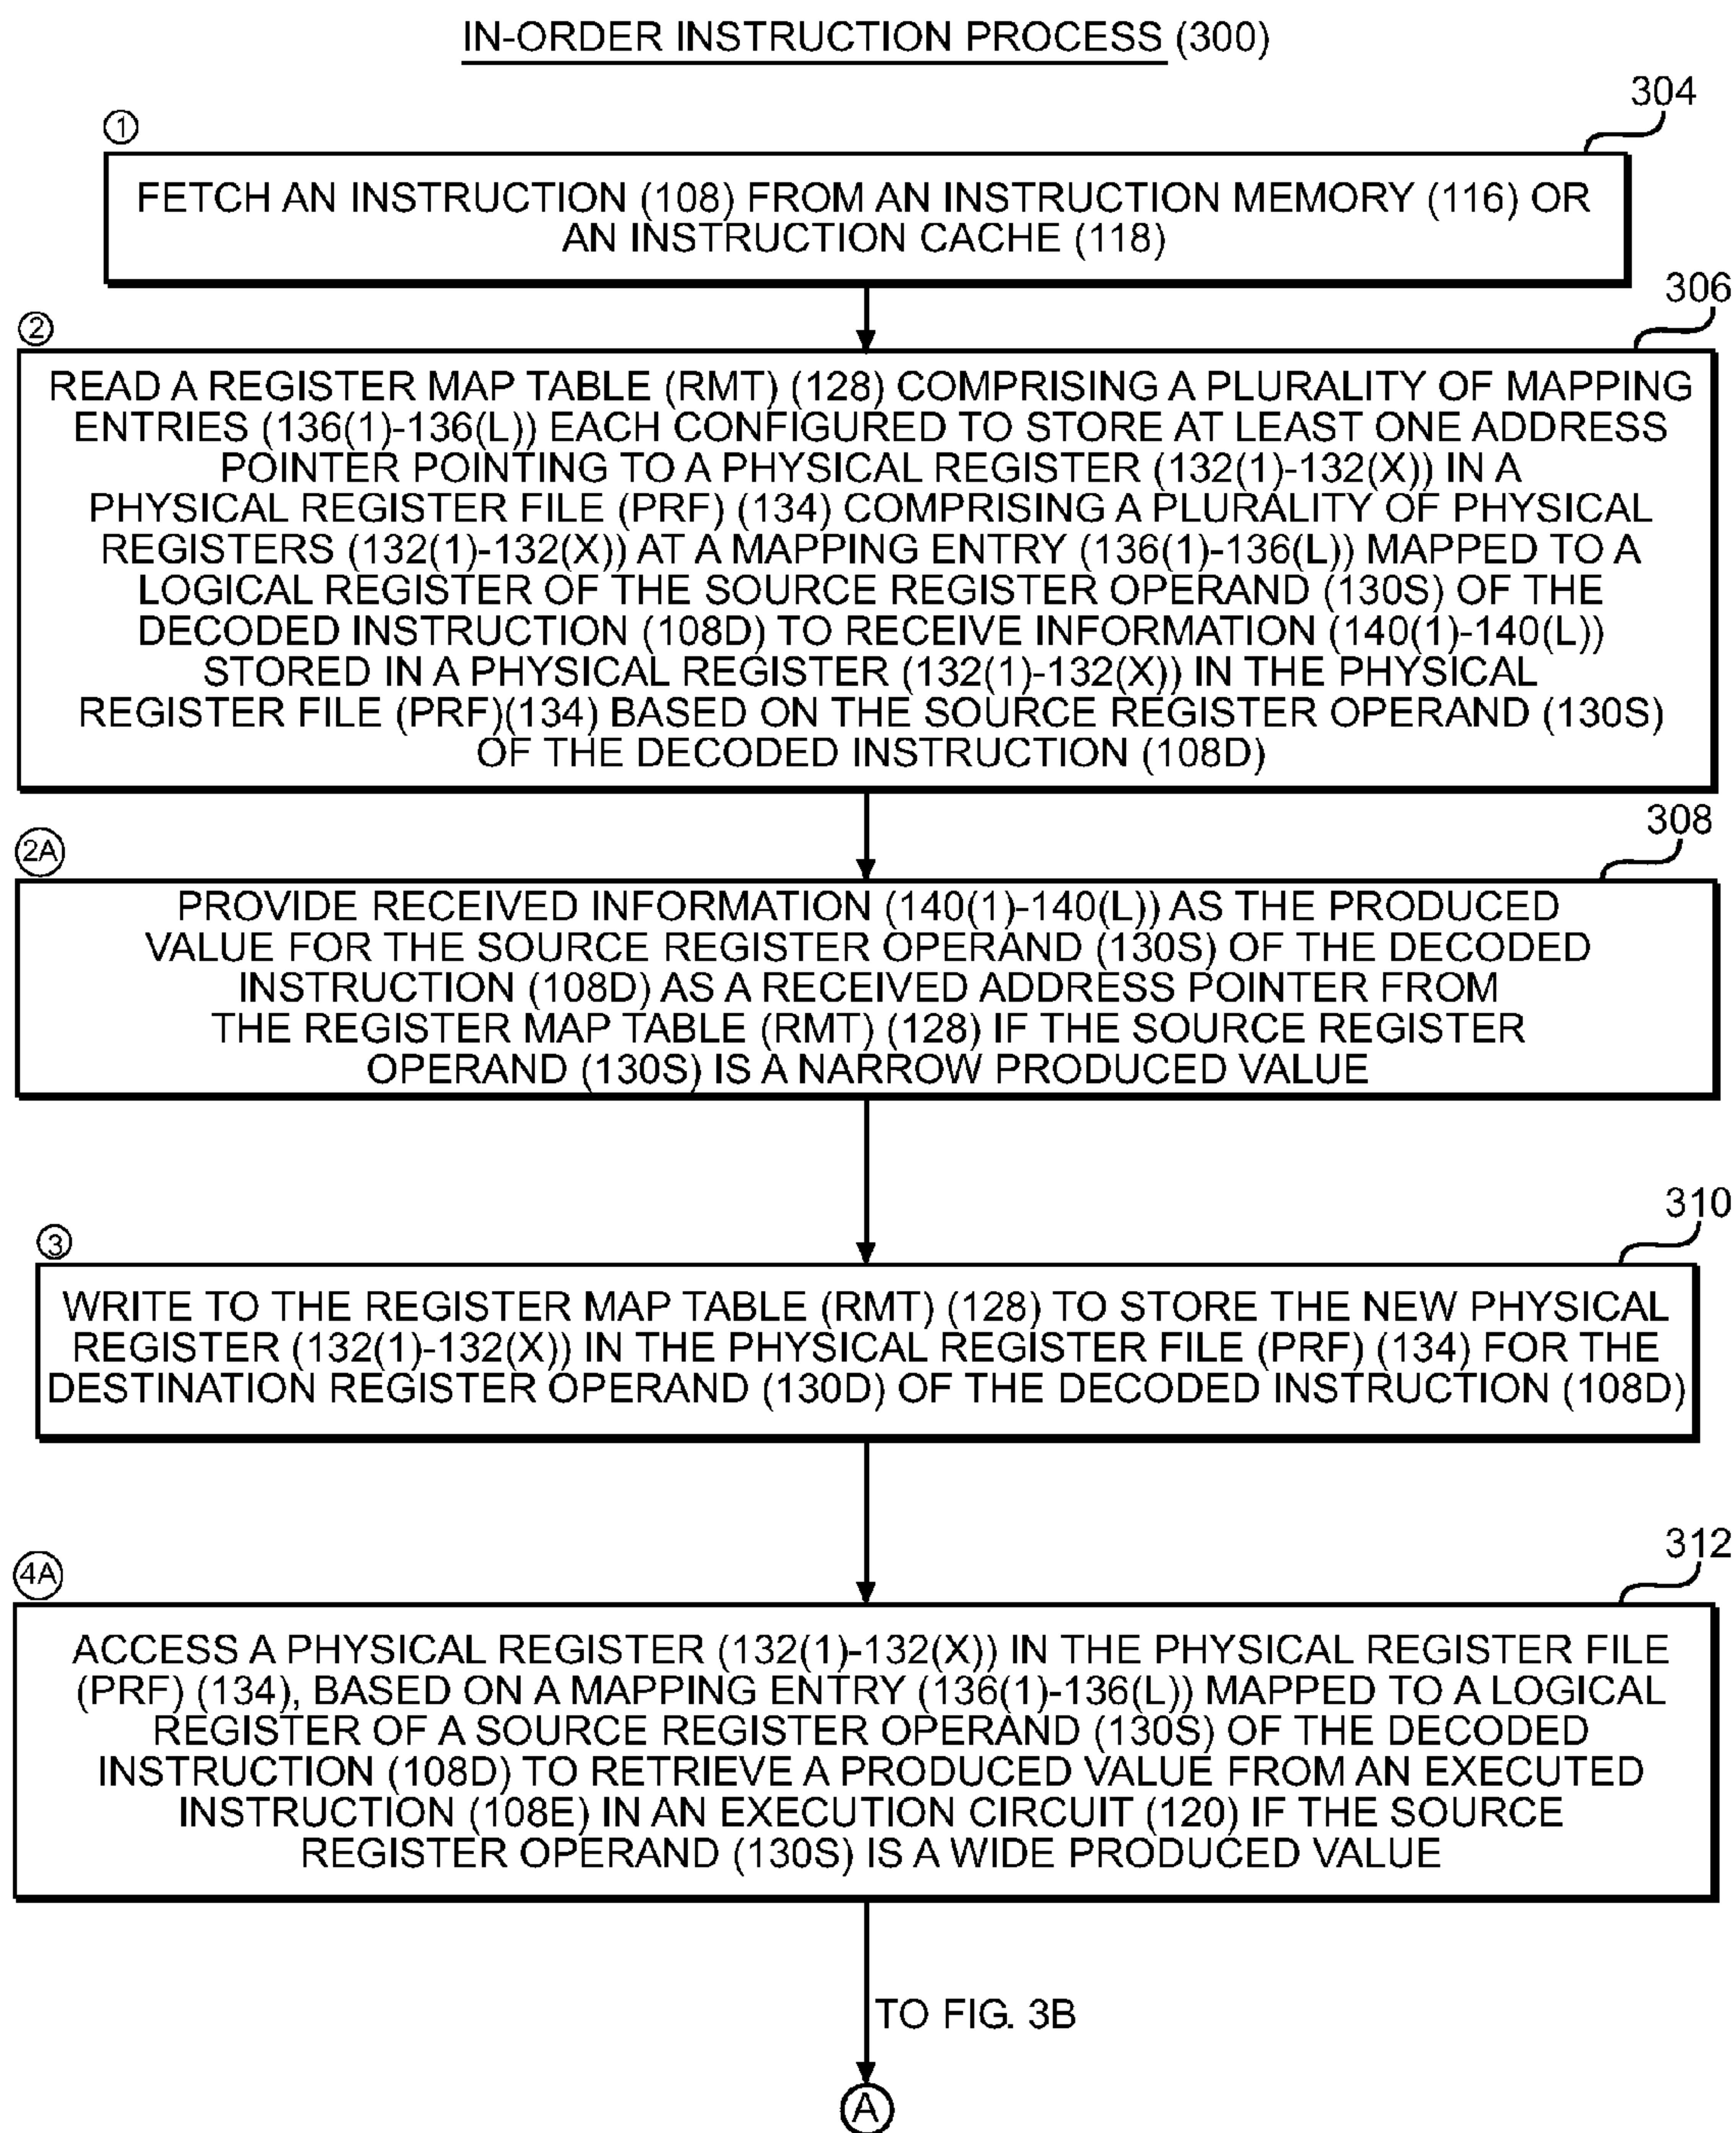 IN-ORDER INSTRUCTION PROCESS (300)
304
①
FETCH AN INSTRUCTION (108) FROM AN INSTRUCTION MEMORY (116) OR
AN INSTRUCTION CACHE (118)
306
②
READ A REGISTER MAP TABLE (RMT) (128) COMPRISING A PLURALITY OF MAPPING
ENTRIES (136(1)-136(L)) EACH CONFIGURED TO STORE AT LEAST ONE ADDRESS
POINTER POINTING TO A PHYSICAL REGISTER (132(1)-132(X)) IN A
PHYSICAL REGISTER FILE (PRF) (134) COMPRISING A PLURALITY OF PHYSICAL
REGISTERS (132(1)-132(X)) AT A MAPPING ENTRY (136(1)-136(L)) MAPPED TO A
LOGICAL REGISTER OF THE SOURCE REGISTER OPERAND (130S) OF THE
DECODED INSTRUCTION (108D) TO RECEIVE INFORMATION (140(1)-140(L))
STORED IN A PHYSICAL REGISTER (132(1)-132(X)) IN THE PHYSICAL
REGISTER FILE (PRF)(134) BASED ON THE SOURCE REGISTER OPERAND (130S)
OF THE DECODED INSTRUCTION (108D)
308
2A
PROVIDE RECEIVED INFORMATION (140(1)-140(L)) AS THE PRODUCED
VALUE FOR THE SOURCE REGISTER OPERAND (130S) OF THE DECODED
INSTRUCTION (108D) AS A RECEIVED ADDRESS POINTER FROM
THE REGISTER MAP TABLE (RMT) (128) IF THE SOURCE REGISTER
OPERAND (130S) IS A NARROW PRODUCED VALUE
310
③
WRITE TO THE REGISTER MAP TABLE (RMT) (128) TO STORE THE NEW PHYSICAL
REGISTER (132(1)-132(X)) IN THE PHYSICAL REGISTER FILE (PRF) (134) FOR THE
DESTINATION REGISTER OPERAND (130D) OF THE DECODED INSTRUCTION (108D)
312
4A
ACCESS A PHYSICAL REGISTER (132(1)-132(X)) IN THE PHYSICAL REGISTER FILE
(PRF) (134), BASED ON A MAPPING ENTRY (136(1)-136(L)) MAPPED TO A LOGICAL
REGISTER OF A SOURCE REGISTER OPERAND (130S) OF THE DECODED
INSTRUCTION (108D) TO RETRIEVE A PRODUCED VALUE FROM AN EXECUTED
INSTRUCTION (108E) IN AN EXECUTION CIRCUIT (120) IF THE SOURCE
REGISTER OPERAND (130S) IS A WIDE PRODUCED VALUE
TO FIG. 3B
A